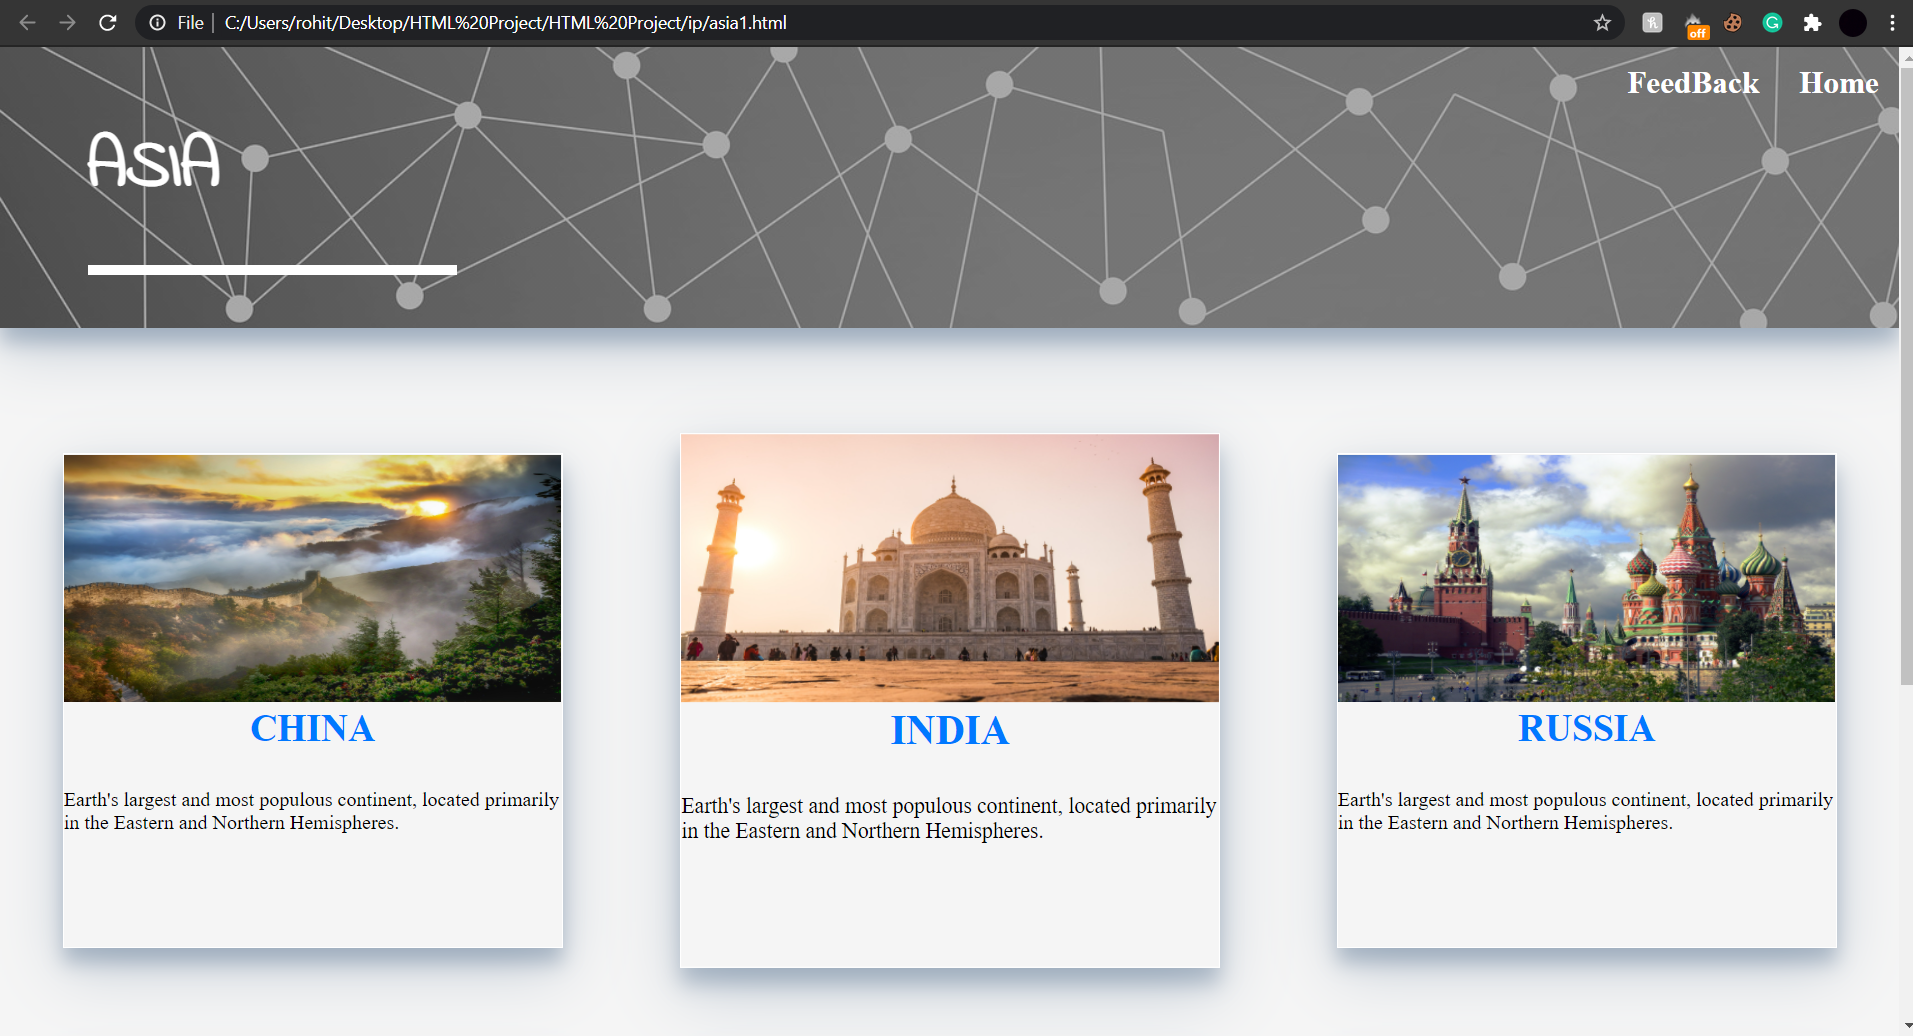 File
C:/Users/rohit/Desktop/HTML%20Project/HTML%20Project/ip/asia1.html
off
FeedBack Home
ASIA
CHINA
Earth's largest and most populous continent, located primarily
in the Eastern and Northern Hemispheres.
INDIA
Earth's largest and most populous continent, located primarily
in the Eastern and Northern Hemispheres.
RUSSIA
Earth's largest and most populous continent, located primarily
in the Eastern and Northern Hemispheres.